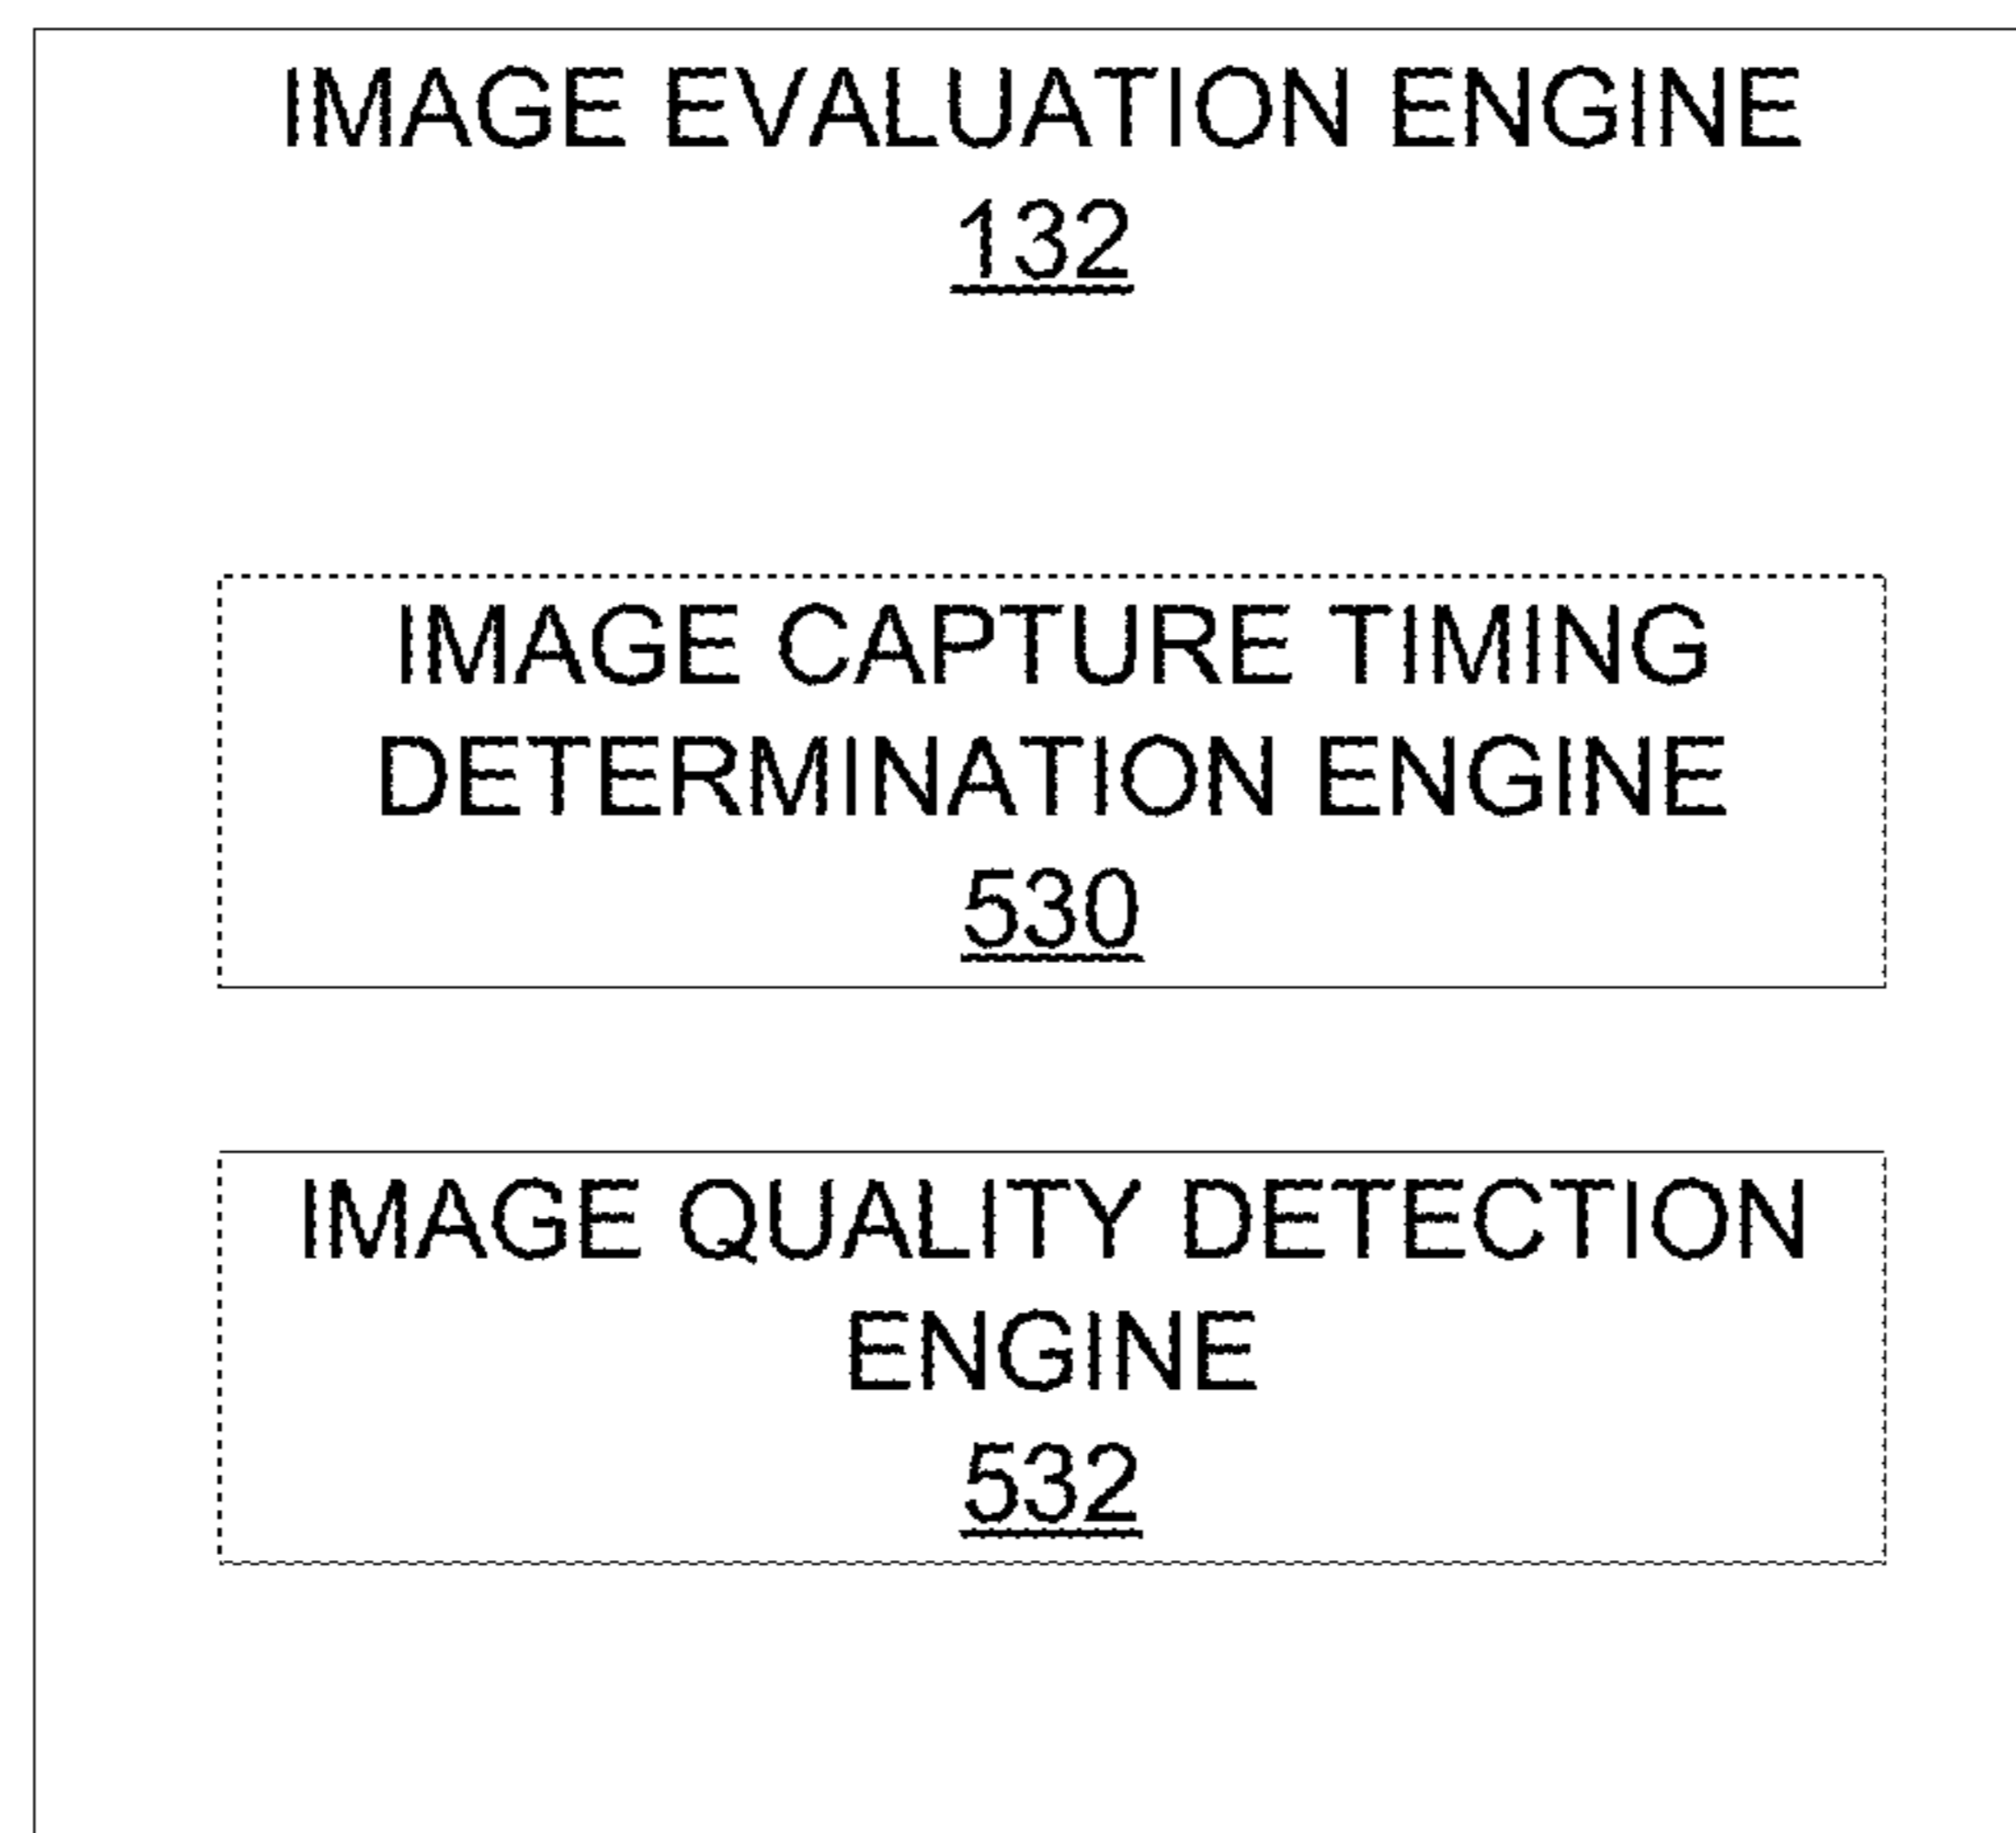 IMAGE EVALUATION ENGINE
132
IMAGE CAPTURE TIMING
DETERMINATION ENGINE
530
IMAGE QUALITY DETECTION
ENGINE
532